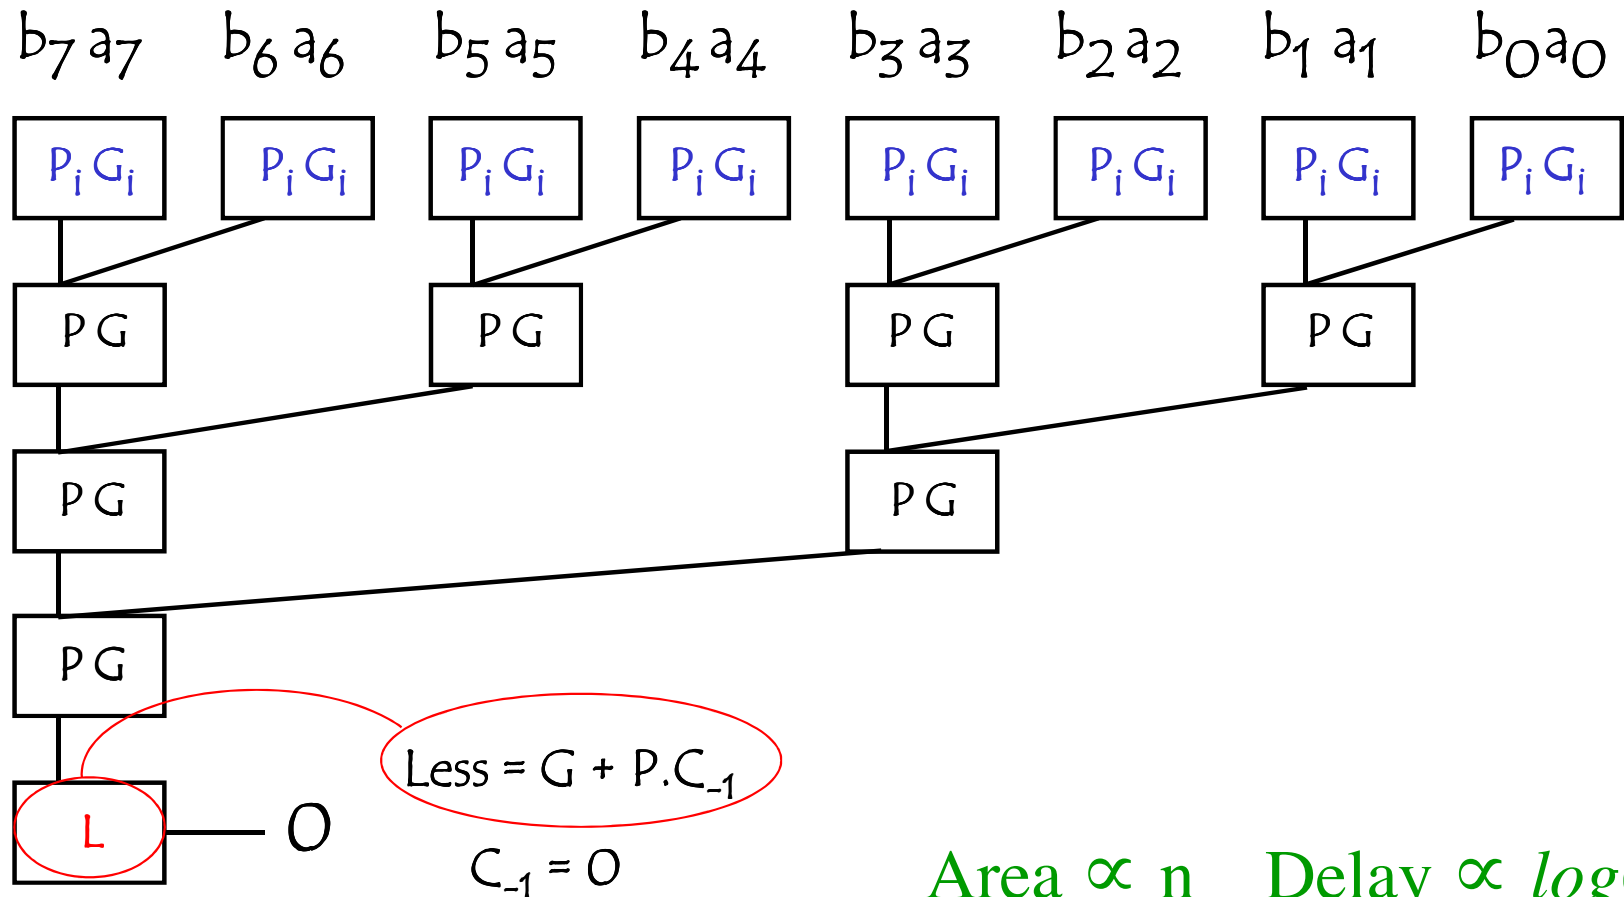 b₇ a₇ b₆ a₆ b₅ a₅ b₄ a₄ b₃ a₃ b₂ a₂ b₁ a₁ b₀ a₀
Pᵢ Gᵢ Pᵢ Gᵢ Pᵢ Gᵢ Pᵢ Gᵢ Pᵢ Gᵢ Pᵢ Gᵢ Pᵢ Gᵢ Pᵢ Gᵢ
P G P G P G P G
P G P G
P G
Less = G + P.C₋₁
L 0
C₋₁ = 0
Area ∝ n Delay ∝ log